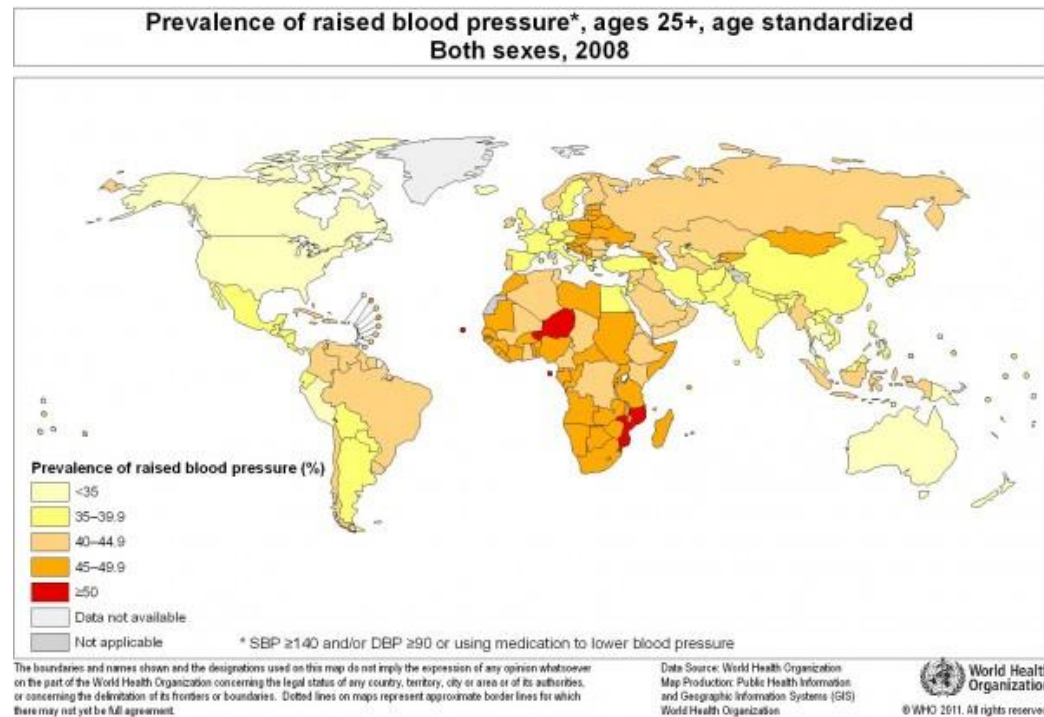 Prevalence of raised blood pressure*, ages 25+, age standardized
Both sexes, 2008
Prevalence of raised blood pressure (%)
<35
35–39.9
40–44.9
45–49.9
≥50
Data not available
Not applicable
* SBP ≥140 and/or DBP ≥90 or using medication to lower blood pressure
The boundaries and names shown and the designations used on this map do not imply the expression of any opinion whatsoever
on the part of the World Health Organization concerning the legal status of any country, territory, city or area or of its authorities,
or concerning the delimitation of its frontiers or boundaries. Dotted lines on maps represent approximate border lines for which
there may not yet be full agreement.
Data Source: World Health Organization
Map Production: Public Health Information
and Geographic Information Systems (GIS)
World Health Organization
World Health
Organization
© WHO 2011. All rights reserved